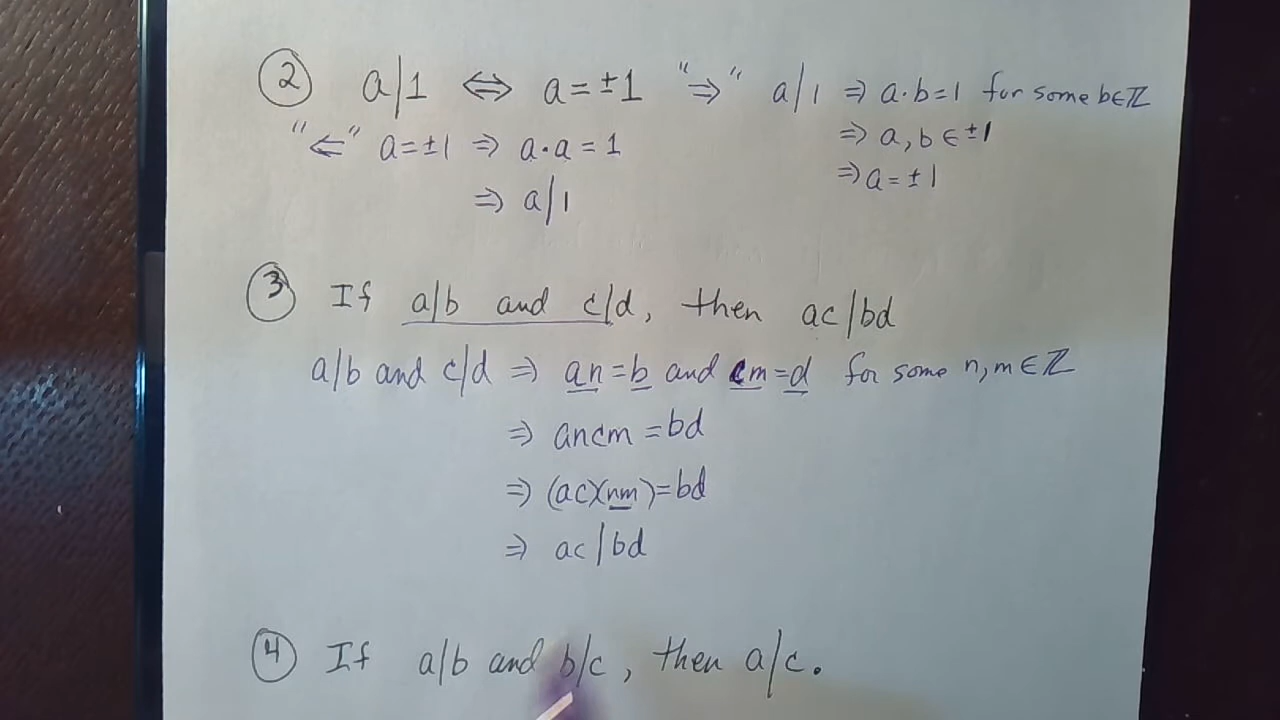 ② a|1 ⇔ a=±1 "⇒" a|1 ⇒ a·b=1 for some b∈ℤ
"⇐" a=±1 ⇒ a·a=1 ⇒ a,b∈±1
⇒ a|1 ⇒ a=±1
③ If a|b and c|d, then ac|bd
a|b and c|d ⇒ an=b and cm=d for some n,m∈ℤ
⇒ ancm=bd
⇒ (ac)(nm)=bd
⇒ ac|bd
④ If a|b and b|c, then a|c.